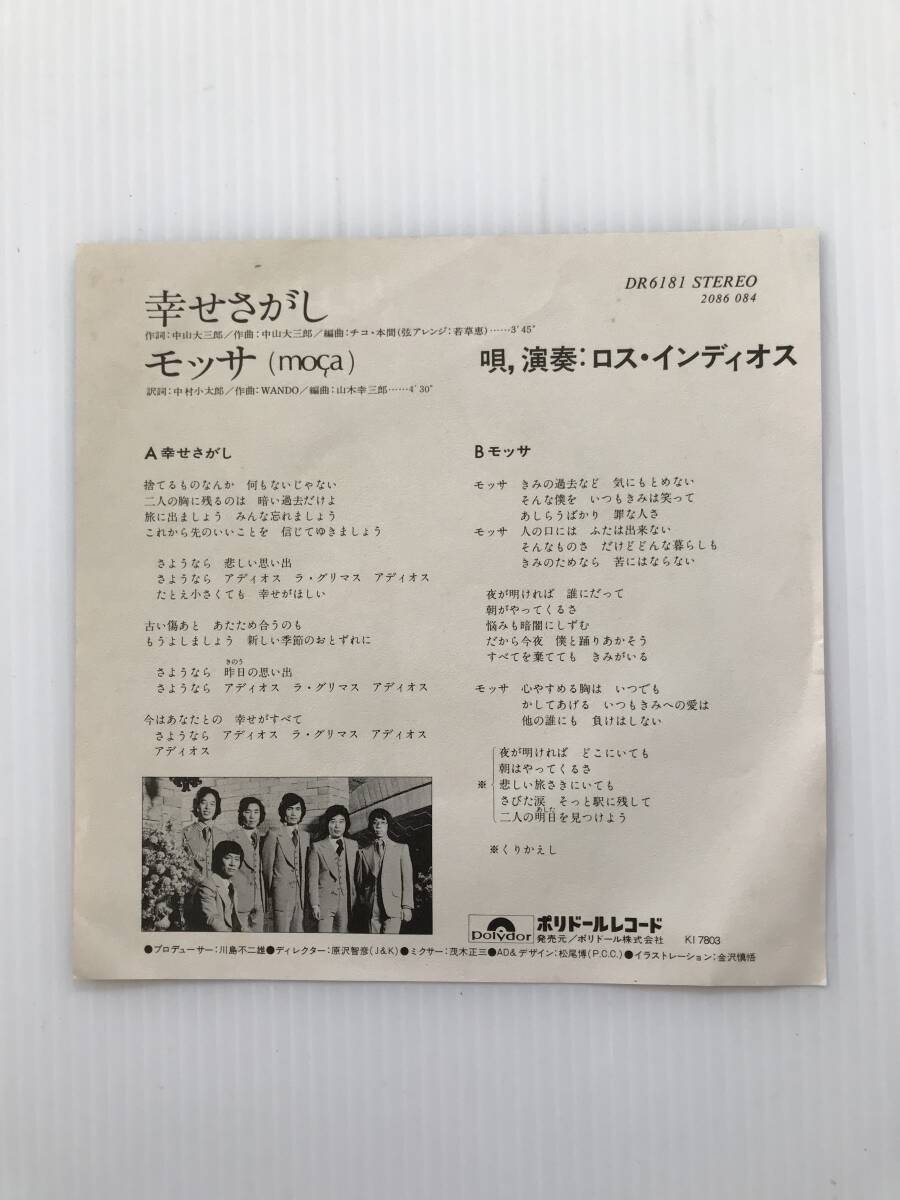 DR6181 STEREO
2086 084
幸せさがし
作詞:中山大三郎/作曲:中山大三郎/編曲:チコ・本間(弦アレンジ:若草恵)……3′45″
モッサ(moça)
訳詞:中村小太郎/作曲:WANDO/編曲:山木幸三郎……4′30″
唄,演奏:ロス・インディオス
A 幸せさがし
捨てるものなんか 何もないじゃない
二人の胸に残るのは 暗い過去だけよ
旅に出ましょう みんな忘れましょう
これから先のいいことを 信じてゆきましょう
さようなら 悲しい思い出
さようなら アディオス ラ・グリマス アディオス
たとえ小さくても 幸せがほしい
古い傷あと あたため合うのも
もうよしましょう 新しい季節のおとずれに
きのう
さようなら 昨日の思い出
さようなら アディオス ラ・グリマス アディオス
今はあなたとの 幸せがすべて
さようなら アディオス ラ・グリマス アディオス
アディオス
B モッサ
モッサ きみの過去など 気にもとめない
そんな僕を いつもきみは笑って
あしらうばかり 罪な人さ
モッサ 人の口には ふたは出来ない
そんなものさ だけどどんな暮らしも
きみのためなら 苦にはならない
夜が明ければ 誰にだって
朝がやってくるさ
悩みも暗闇にしずむ
だから今夜 僕と踊りあかそう
すべてを棄てても きみがいる
モッサ 心やすめる胸は いつでも
かしてあげる いつもきみへの愛は
他の誰にも 負けはしない
夜が明ければ どこにいても
朝はやってくるさ
※ 悲しい旅さきにいても
さびた涙 そっと駅に残して
あした
二人の明日を見つけよう
※くりかえし
polydor ポリドールレコード
発売元/ポリドール株式会社 KI 7803
●プロデューサー:川島不二雄●ディレクター:原沢智彦(J&K)●ミクサー:茂木正三●AD&デザイン:松尾博(P.C.C.)●イラストレーション:金沢慎悟